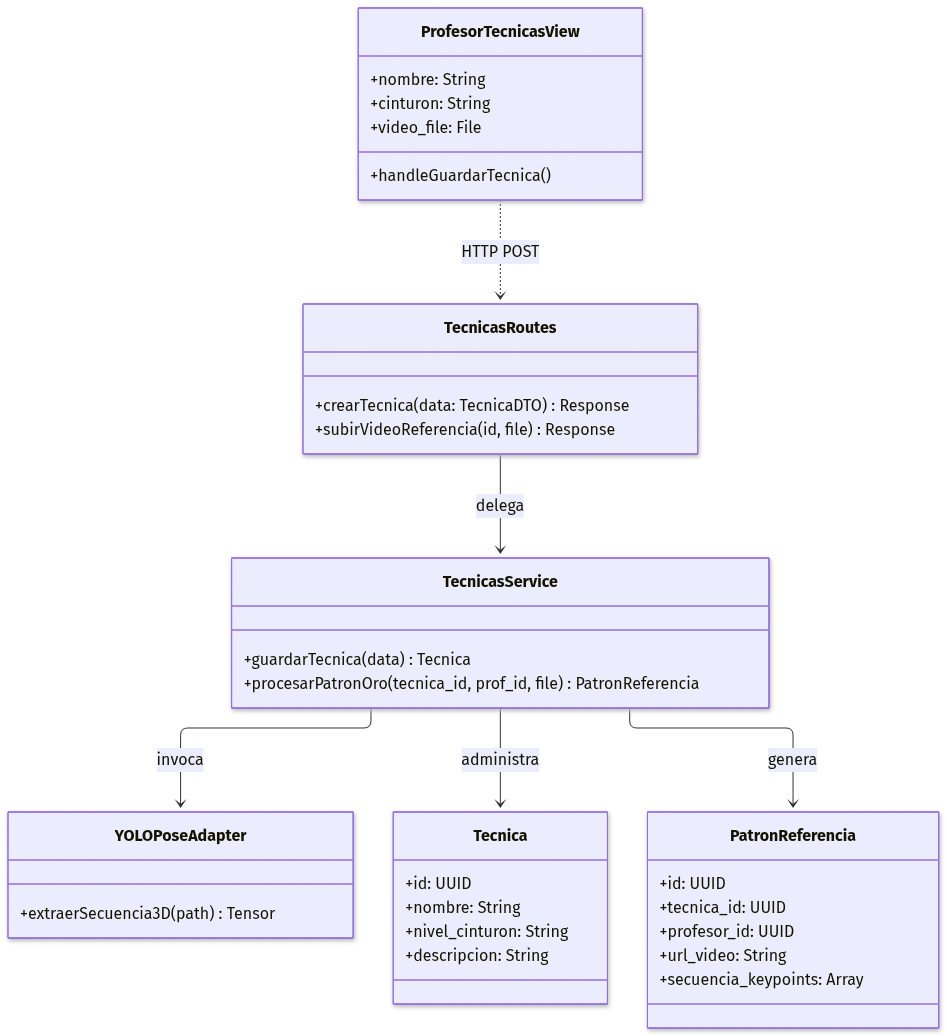 ProfesorTecnicasView
+nombre: String
+cinturon: String
+video_file: File
+handleGuardarTecnica()
HTTP POST
TecnicasRoutes
+crearTecnica(data: TecnicaDTO) : Response
+subirVideoReferencia(id, file) : Response
delega
TecnicasService
+guardarTecnica(data) : Tecnica
+procesarPatronOro(tecnica_id, prof_id, file) : PatronReferencia
invoca
administra
genera
YOLOPoseAdapter
+extraerSecuencia3D(path) : Tensor
Tecnica
+id: UUID
+nombre: String
+nivel_cinturon: String
+descripcion: String
PatronReferencia
+id: UUID
+tecnica_id: UUID
+profesor_id: UUID
+url_video: String
+secuencia_keypoints: Array